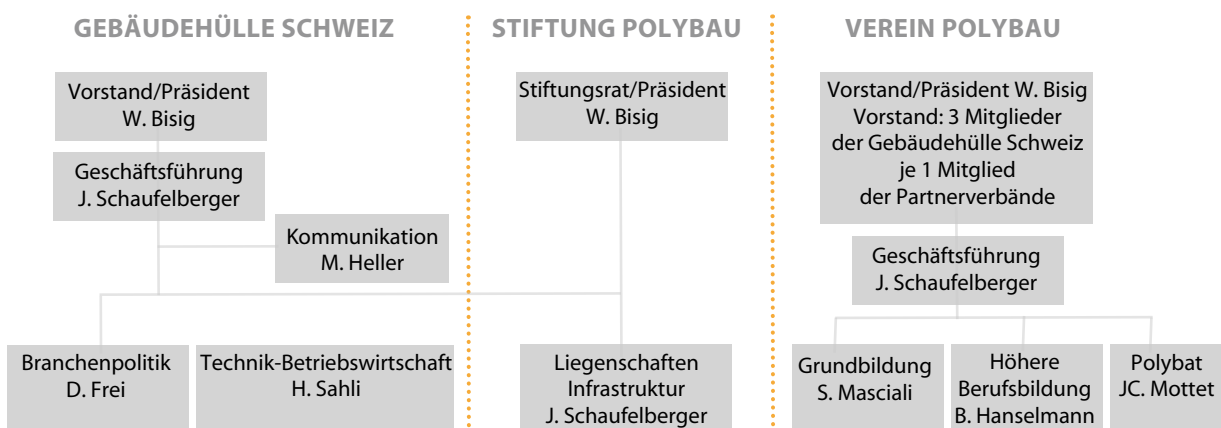 GEBÄUDEHÜLLE SCHWEIZ
Vorstand/Präsident
W. Bisig
Geschäftsführung
J. Schaufelberger
Kommunikation
M. Heller
Branchenpolitik
D. Frei
Technik-Betriebswirtschaft
H. Sahli
STIFTUNG POLYBAU
Stiftungsrat/Präsident
W. Bisig
Liegenschaften
Infrastruktur
J. Schaufelberger
VEREIN POLYBAU
Vorstand/Präsident W. Bisig
Vorstand: 3 Mitglieder
der Gebäudehülle Schweiz
je 1 Mitglied
der Partnerverbände
Geschäftsführung
J. Schaufelberger
Grundbildung
S. Masciali
Höhere
Berufsbildung
B. Hanselmann
Polybat
JC. Mottet